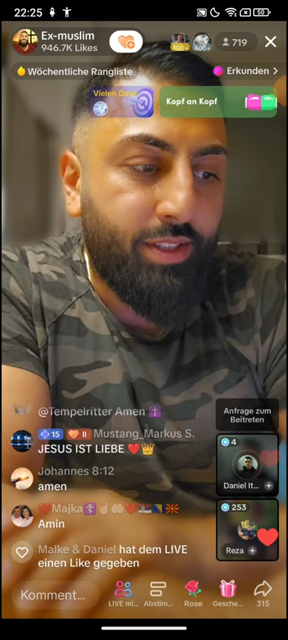 22:25
50
Ex-muslim
946.7K Likes
719
Wöchentliche Rangliste
Erkunden >
Vielen Dank
Kopf an Kopf
@Tempelritter Amen ✝️
Anfrage zum
Beitreten
15 II Mustang_Markus S.
JESUS IST LIEBE ❤️👑
4
Daniel It... +
Johannes 8:12
amen
253
❤️Majka✝️☝🏻🙏🏻❤️🇷🇸🇧🇦🇲🇰
Amin
Reza +
Malke & Daniel hat dem LIVE
einen Like gegeben
Komment...
LIVE mi...
Abstim...
Rose
Gesche...
315